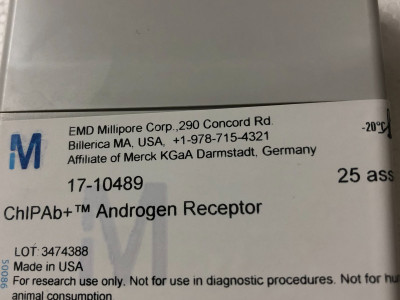 EMD Millipore Corp.,290 Concord Rd.
Billerica MA, USA, +1-978-715-4321
Affiliate of Merck KGaA Darmstadt, Germany
-20°C
M
17-10489
25 ass
ChIPAb+™ Androgen Receptor
LOT 3474388
Made in USA
For research use only. Not for use in diagnostic procedures. Not for hu
animal consumption
50086